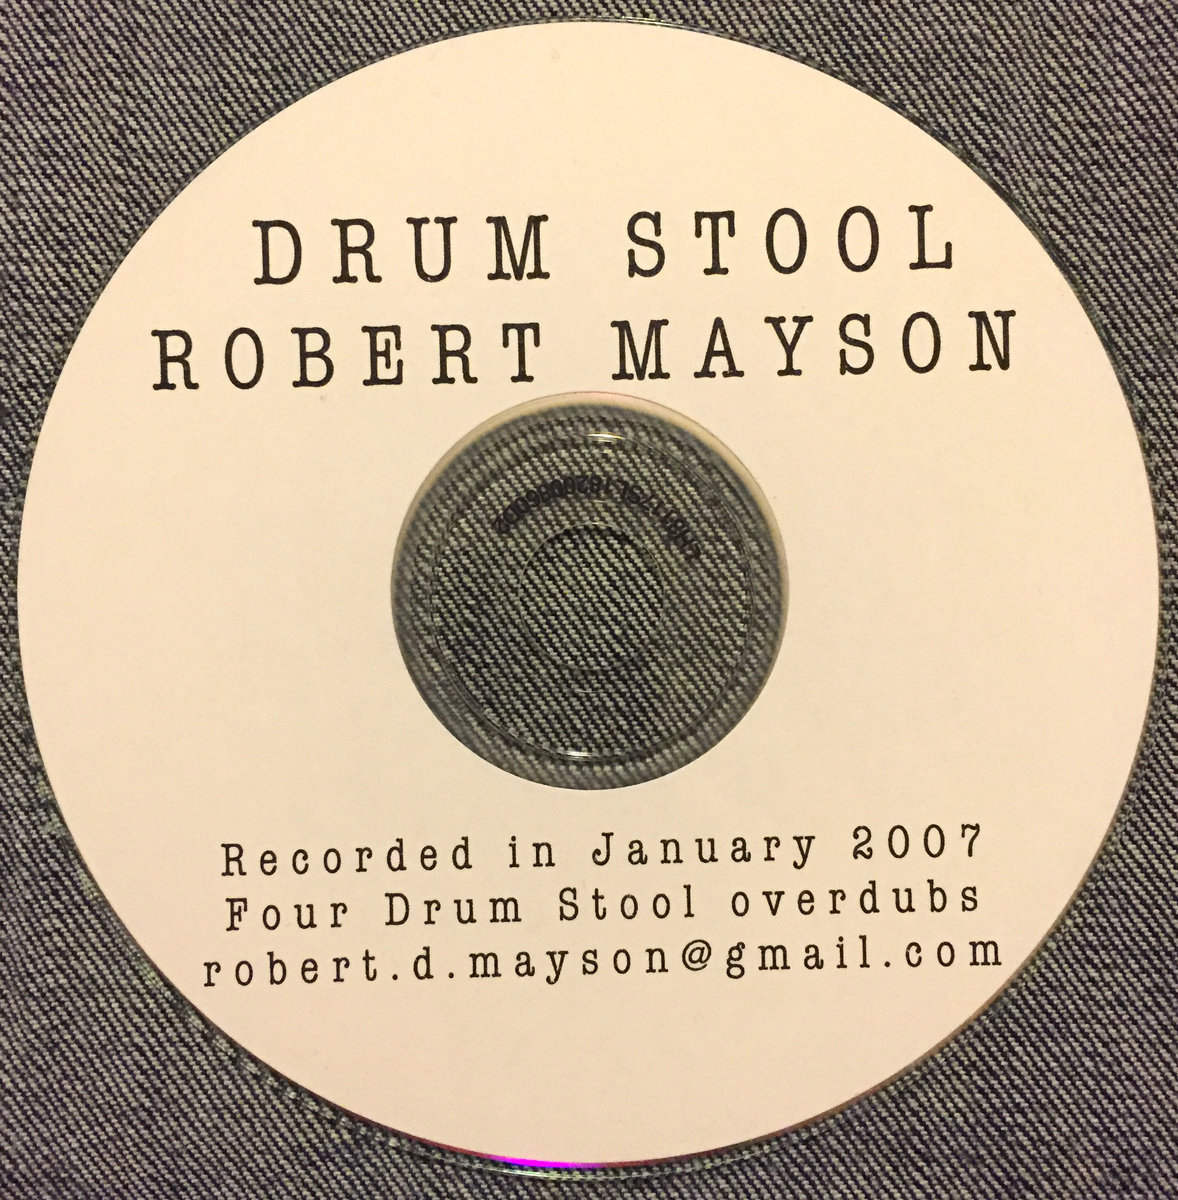 DRUM STOOL
ROBERT MAYSON
Recorded in January 2007
Four Drum Stool overdubs
robert.d.mayson@gmail.com